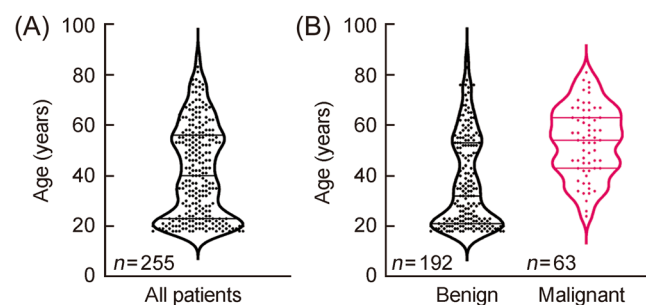 (A)
Age (years)
100
80
60
40
20
0
n=255
All patients
(B)
Age (years)
100
80
60
40
20
0
n=192
n=63
Benign
Malignant